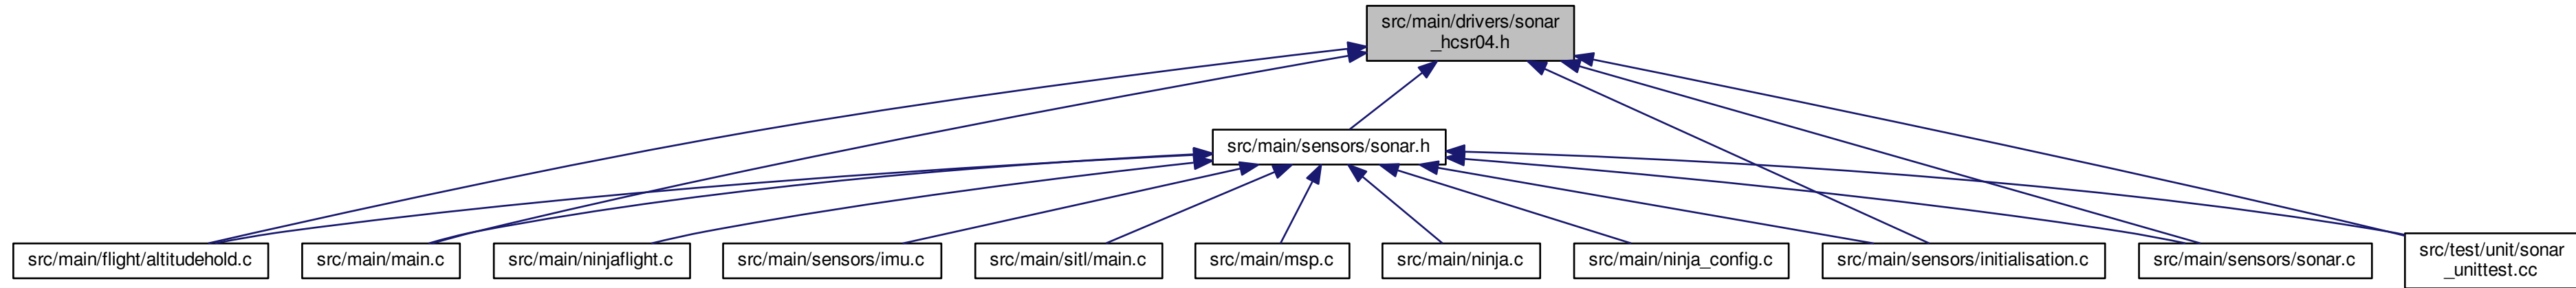 src/main/drivers/sonar
_hcsr04.h
src/main/sensors/sonar.h
src/main/flight/altitudehold.c
src/main/main.c
src/main/ninjaflight.c
src/main/sensors/imu.c
src/main/sitl/main.c
src/main/msp.c
src/main/ninja.c
src/main/ninja_config.c
src/main/sensors/initialisation.c
src/main/sensors/sonar.c
src/test/unit/sonar
_unittest.cc